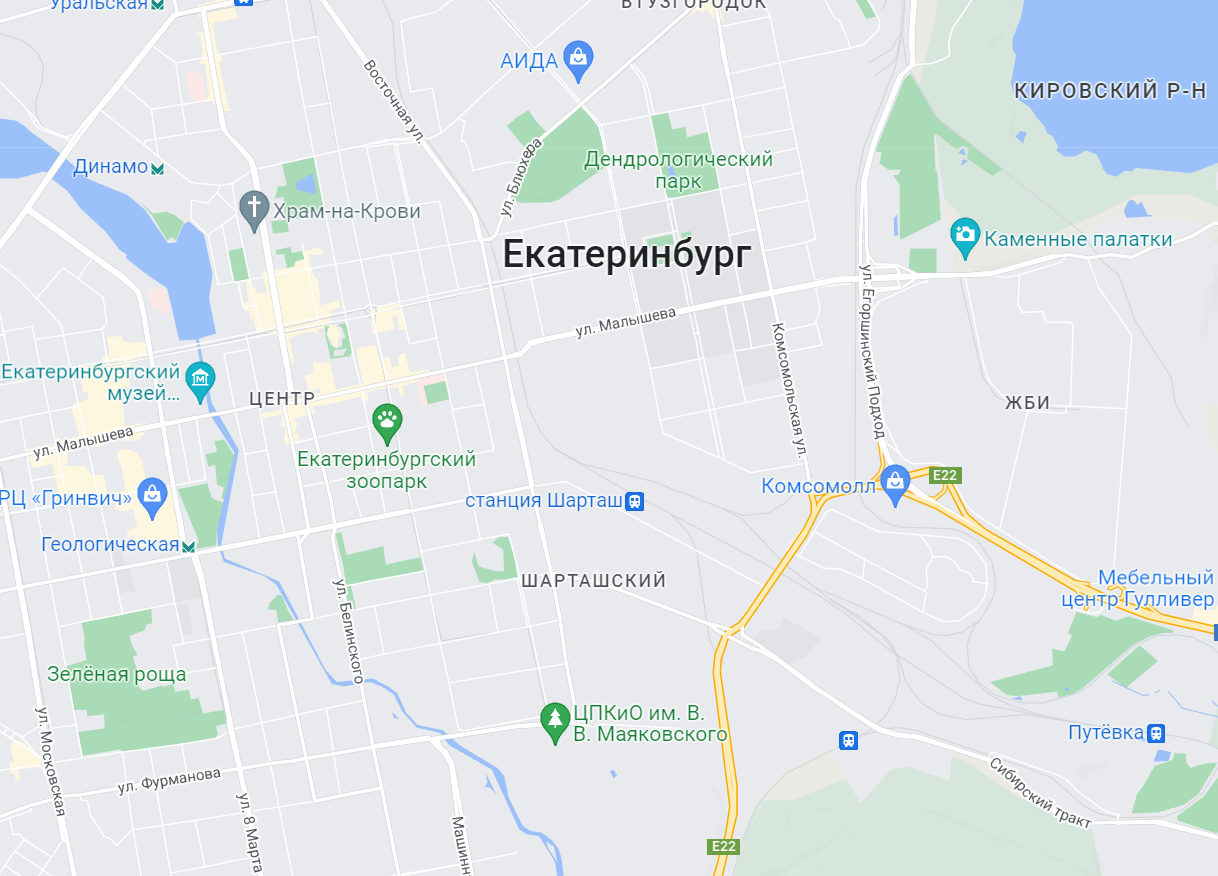 Уральская
ВТУЗГОРОДОК
АИДА
Восточная ул.
КИРОВСКИЙ Р-Н
Динамо
ул. Блюхера
Дендрологический
парк
Храм-на-Крови
Екатеринбург
Каменные палатки
ул. Малышева
ул. Егоршинский Подход
Комсомольская ул.
Екатеринбургский
музей...
ЦЕНТР
ЖБИ
ул. Малышева
Екатеринбургский
зоопарк
РЦ «Гринвич»
станция Шарташ
Комсомолл
E22
Геологическая
ШАРТАШСКИЙ
Мебельный
центр Гулливер
ул. Белинского
Зелёная роща
ЦПКиО им. В.
В. Маяковского
Путёвка
ул. Московская
ул. Фурманова
Сибирский тракт
ул. 8 Марта
Машинн
E22